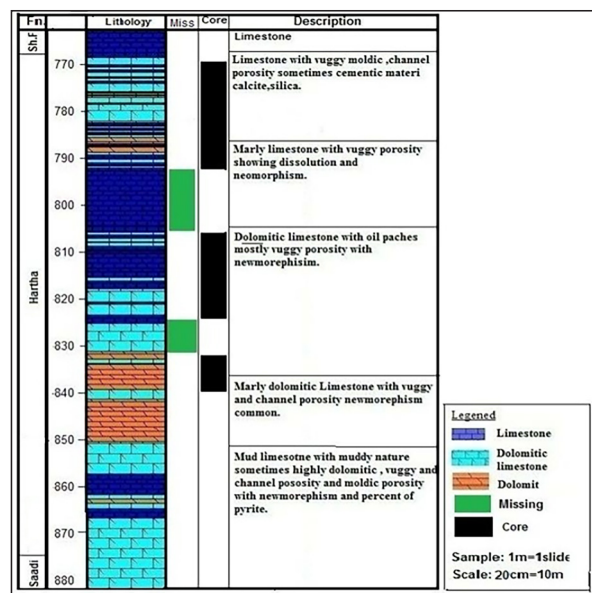 Fn. Lithology Miss Core Description
Sh.F
Limestone
Limestone with vuggy moldic ,channel
porosity sometimes cementic materi
calcite,silica.
Marly limestone with vuggy porosity
showing dissolution and
neomorphism.
Dolomitic limestone with oil paches
mostly vuggy porosity with
newmorephisim.
Marly dolomitic Limestone with vuggy
and channel porosity newmorephism
common.
Mud limesotne with muddy nature
sometimes highly dolomitic , vuggy and
channel pososity and moldic porosity
with newmorephism and percent of
pyrite.
Hartha
Saadi
770
780
790
800
810
820
830
840
850
860
870
880
Legened
Limestone
Dolomitic
limestone
Dolomit
Missing
Core
Sample: 1m=1slide
Scale: 20cm=10m